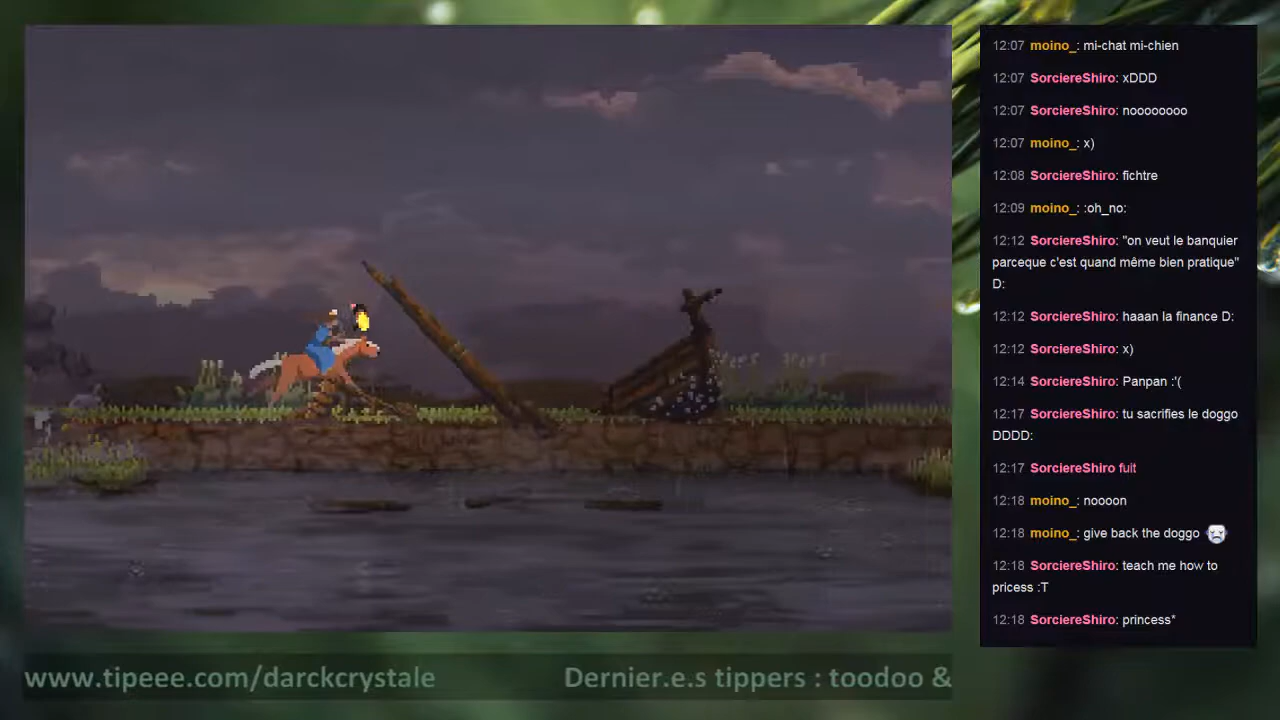 12:07 moino_: mi-chat mi-chien
12:07 SorciereShiro: xDDD
12:07 SorciereShiro: noooooooo
12:07 moino_: x)
12:08 SorciereShiro: fichtre
12:09 moino_: :oh_no:
12:12 SorciereShiro: "on veut le banquier
parceque c'est quand même bien pratique"
D:
12:12 SorciereShiro: haaan la finance D:
12:12 SorciereShiro: x)
12:14 SorciereShiro: Panpan :'(
12:17 SorciereShiro: tu sacrifies le doggo
DDDD:
12:17 SorciereShiro fuit
12:18 moino_: noooon
12:18 moino_: give back the doggo
12:18 SorciereShiro: teach me how to
pricess :T
12:18 SorciereShiro: princess*
www.tipeee.com/darckcrystale
Dernier.e.s tippers : toodoo &